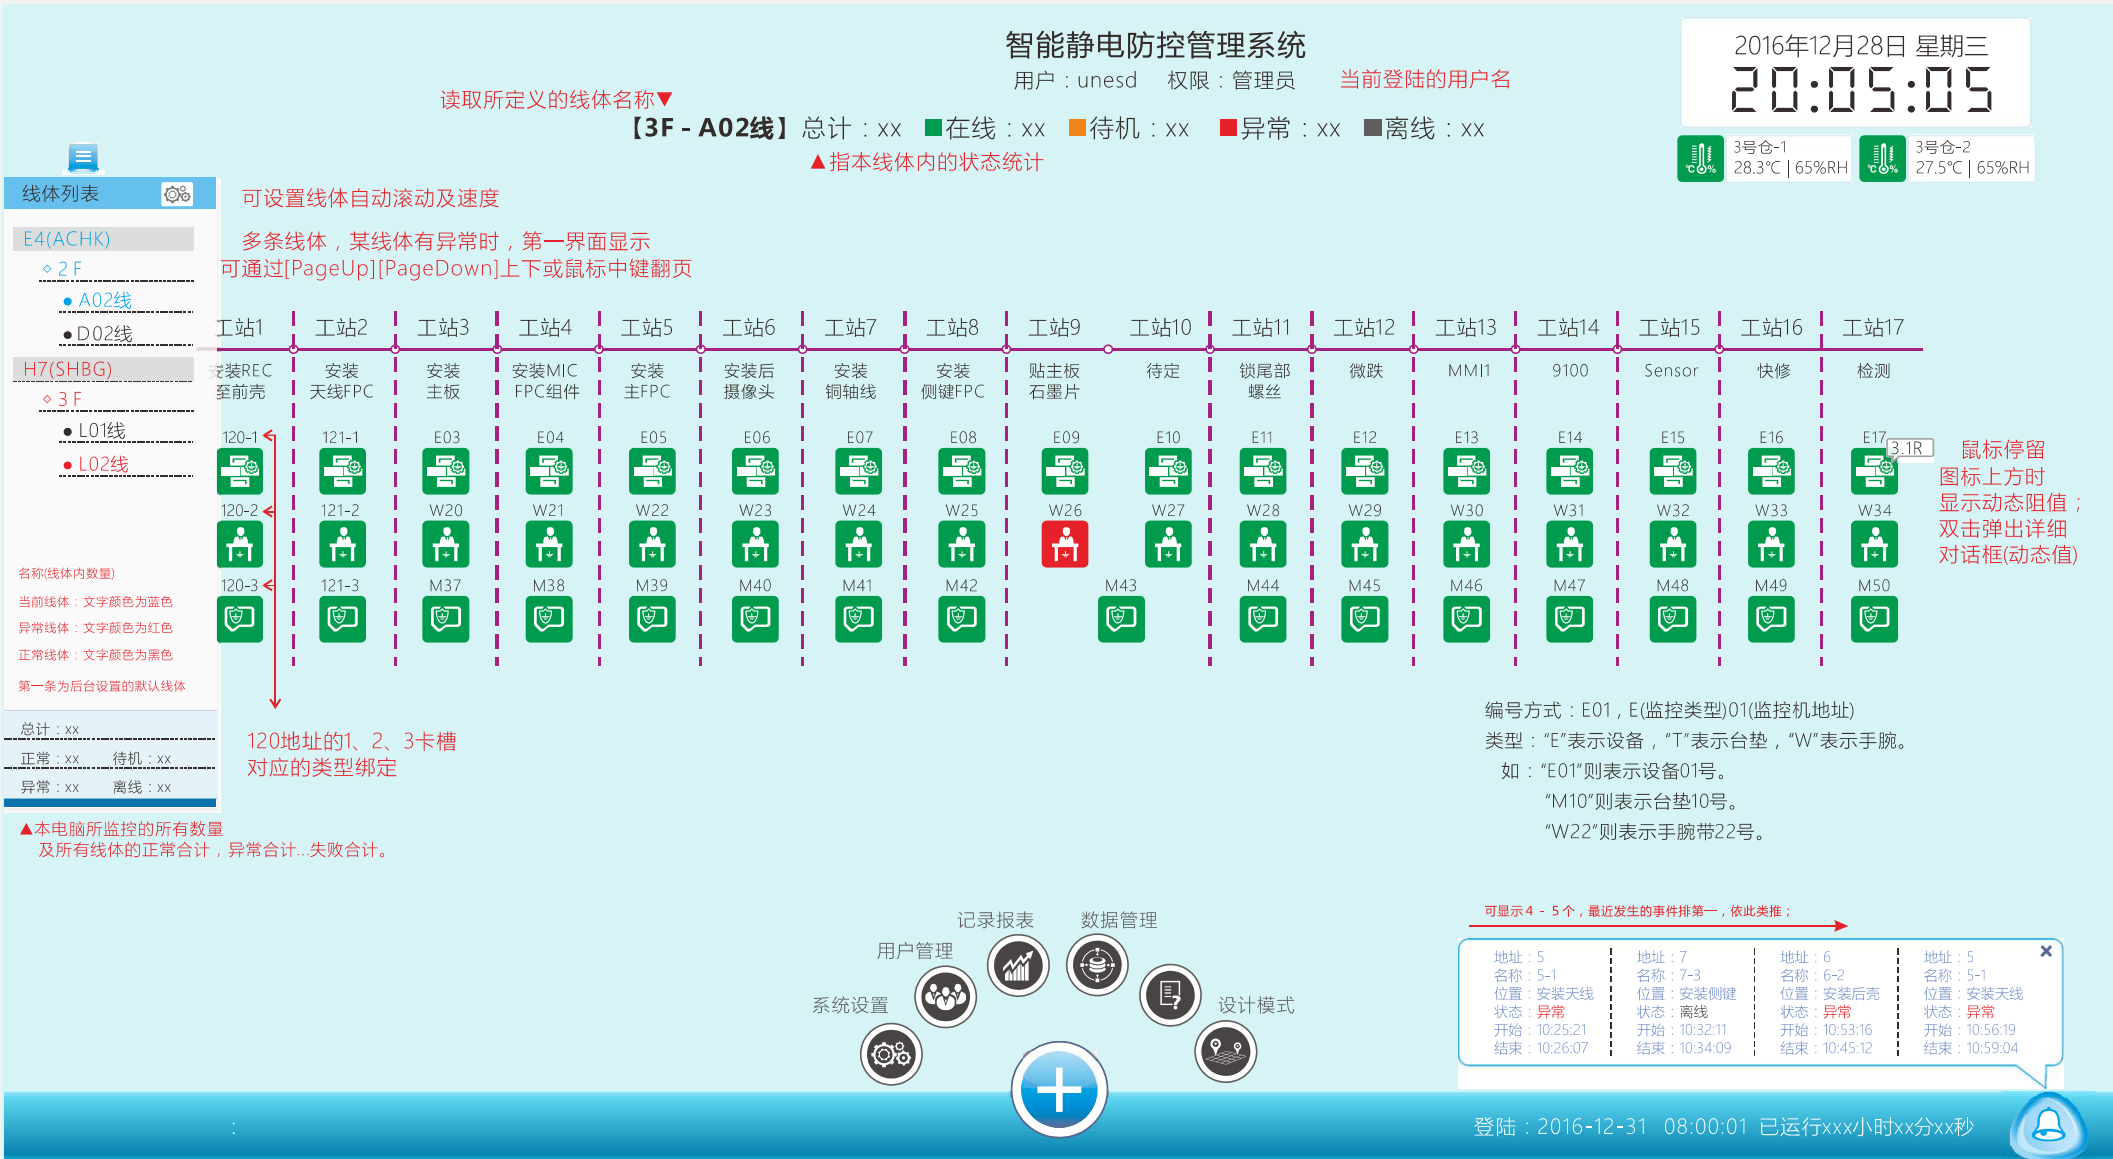 智能静电防控管理系统
用户：unesd 权限：管理员 当前登陆的用户名
2016年12月28日 星期三
20:05:05
读取所定义的线体名称▼
【3F - A02线】总计：xx 在线：xx 待机：xx 异常：xx 离线：xx
▲指本线体内的状态统计
3号仓-1
28.3℃ | 65%RH
3号仓-2
27.5℃ | 65%RH
℃ %
℃ %
线体列表
可设置线体自动滚动及速度
多条线体，某线体有异常时，第一界面显示
可通过[PageUp][PageDown]上下或鼠标中键翻页
E4(ACHK)
2 F
A02线
D02线
H7(SHBG)
3 F
L01线
L02线
名称(线体内数量)
当前线体：文字颜色为蓝色
异常线体：文字颜色为红色
正常线体：文字颜色为黑色
第一条为后台设置的默认线体
总计：xx
正常：xx 待机：xx
异常：xx 离线：xx
▲本电脑所监控的所有数量
及所有线体的正常合计，异常合计...失败合计。
工站1 工站2 工站3 工站4 工站5 工站6 工站7 工站8 工站9 工站10 工站11 工站12 工站13 工站14 工站15 工站16 工站17
安装REC 安装 安装 安装MIC 安装 安装后 安装 安装 贴主板 待定 锁尾部 微跌 MMI1 9100 Sensor 快修 检测
至前壳 天线FPC 主板 FPC组件 主FPC 摄像头 铜轴线 侧键FPC 石墨片 螺丝
120-1 121-1 E03 E04 E05 E06 E07 E08 E09 E10 E11 E12 E13 E14 E15 E16 E17
3.1R
120-2 121-2 W20 W21 W22 W23 W24 W25 W26 W27 W28 W29 W30 W31 W32 W33 W34
120-3 121-3 M37 M38 M39 M40 M41 M42 M43 M44 M45 M46 M47 M48 M49 M50
鼠标停留
图标上方时
显示动态阻值；
双击弹出详细
对话框(动态值)
120地址的1、2、3卡槽
对应的类型绑定
编号方式：E01，E(监控类型)01(监控机地址)
类型：“E”表示设备，“T”表示台垫，“W”表示手腕。
如：“E01”则表示设备01号。
“M10”则表示台垫10号。
“W22”则表示手腕带22号。
记录报表 数据管理
用户管理
系统设置 设计模式
可显示4 - 5个，最近发生的事件排第一，依此类推；
地址：5
名称：5-1
位置：安装天线
状态：异常
开始：10:25:21
结束：10:26:07
地址：7
名称：7-3
位置：安装侧键
状态：离线
开始：10:32:11
结束：10:34:09
地址：6
名称：6-2
位置：安装后壳
状态：异常
开始：10:53:16
结束：10:45:12
地址：5
名称：5-1
位置：安装天线
状态：异常
开始：10:56:19
结束：10:59:04
:
登陆：2016-12-31 08:00:01 已运行xxx小时xx分xx秒